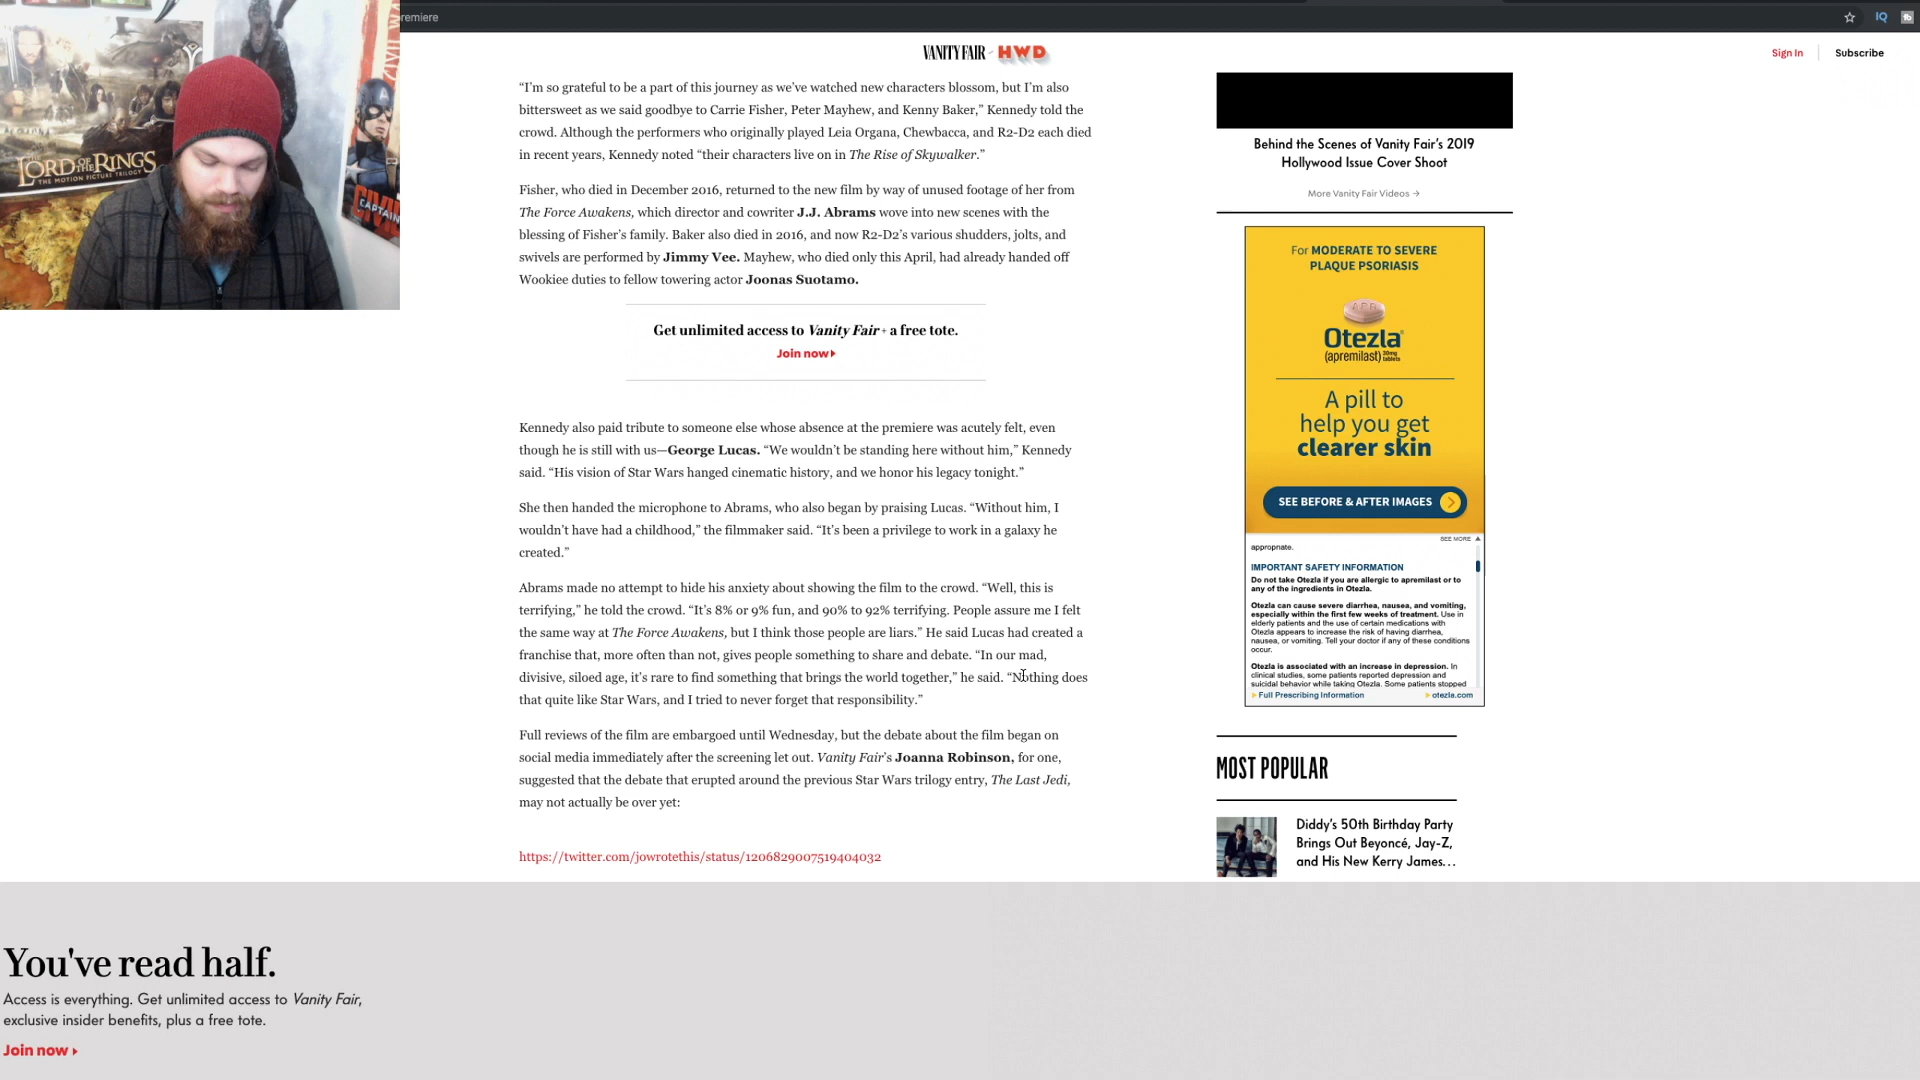 remiere
IQ
VANITY FAIR - HWD
Sign In
Subscribe
THE LORD OF THE RINGS
THE MOTION PICTURE TRILOGY
CAPTAIN
“I’m so grateful to be a part of this journey as we’ve watched new characters blossom, but I’m also
bittersweet as we said goodbye to Carrie Fisher, Peter Mayhew, and Kenny Baker,” Kennedy told the
crowd. Although the performers who originally played Leia Organa, Chewbacca, and R2-D2 each died
in recent years, Kennedy noted “their characters live on in The Rise of Skywalker.”
Fisher, who died in December 2016, returned to the new film by way of unused footage of her from
The Force Awakens, which director and cowriter J.J. Abrams wove into new scenes with the
blessing of Fisher’s family. Baker also died in 2016, and now R2-D2’s various shudders, jolts, and
swivels are performed by Jimmy Vee. Mayhew, who died only this April, had already handed off
Wookiee duties to fellow towering actor Joonas Suotamo.
Get unlimited access to Vanity Fair + a free tote.
Join now
Kennedy also paid tribute to someone else whose absence at the premiere was acutely felt, even
though he is still with us—George Lucas. “We wouldn’t be standing here without him,” Kennedy
said. “His vision of Star Wars hanged cinematic history, and we honor his legacy tonight.”
She then handed the microphone to Abrams, who also began by praising Lucas. “Without him, I
wouldn’t have had a childhood,” the filmmaker said. “It’s been a privilege to work in a galaxy he
created.”
Abrams made no attempt to hide his anxiety about showing the film to the crowd. “Well, this is
terrifying,” he told the crowd. “It’s 8% or 9% fun, and 90% to 92% terrifying. People assure me I felt
the same way at The Force Awakens, but I think those people are liars.” He said Lucas had created a
franchise that, more often than not, gives people something to share and debate. “In our mad,
divisive, siloed age, it’s rare to find something that brings the world together,” he said. “Nothing does
that quite like Star Wars, and I tried to never forget that responsibility.”
Full reviews of the film are embargoed until Wednesday, but the debate about the film began on
social media immediately after the screening let out. Vanity Fair’s Joanna Robinson, for one,
suggested that the debate that erupted around the previous Star Wars trilogy entry, The Last Jedi,
may not actually be over yet:
https://twitter.com/jowrotethis/status/1206829007519404032
Behind the Scenes of Vanity Fair’s 2019
Hollywood Issue Cover Shoot
More Vanity Fair Videos →
For MODERATE TO SEVERE
PLAQUE PSORIASIS
APR
Otezla®
(apremilast) 30mg tablets
A pill to
help you get
clearer skin
SEE BEFORE & AFTER IMAGES
SEE MORE
appropriate.
IMPORTANT SAFETY INFORMATION
Do not take Otezla if you are allergic to apremilast or to
any of the ingredients in Otezla.
Otezla can cause severe diarrhea, nausea, and vomiting,
especially within the first few weeks of treatment. Use in
elderly patients and the use of certain medications with
Otezla appears to increase the risk of having diarrhea,
nausea, or vomiting. Tell your doctor if any of these conditions
occur.
Otezla is associated with an increase in depression. In
clinical studies, some patients reported depression and
suicidal behavior while taking Otezla. Some patients stopped
Full Prescribing Information
otezla.com
MOST POPULAR
Diddy’s 50th Birthday Party
Brings Out Beyoncé, Jay-Z,
and His New Kerry James…
You've read half.
Access is everything. Get unlimited access to Vanity Fair,
exclusive insider benefits, plus a free tote.
Join now